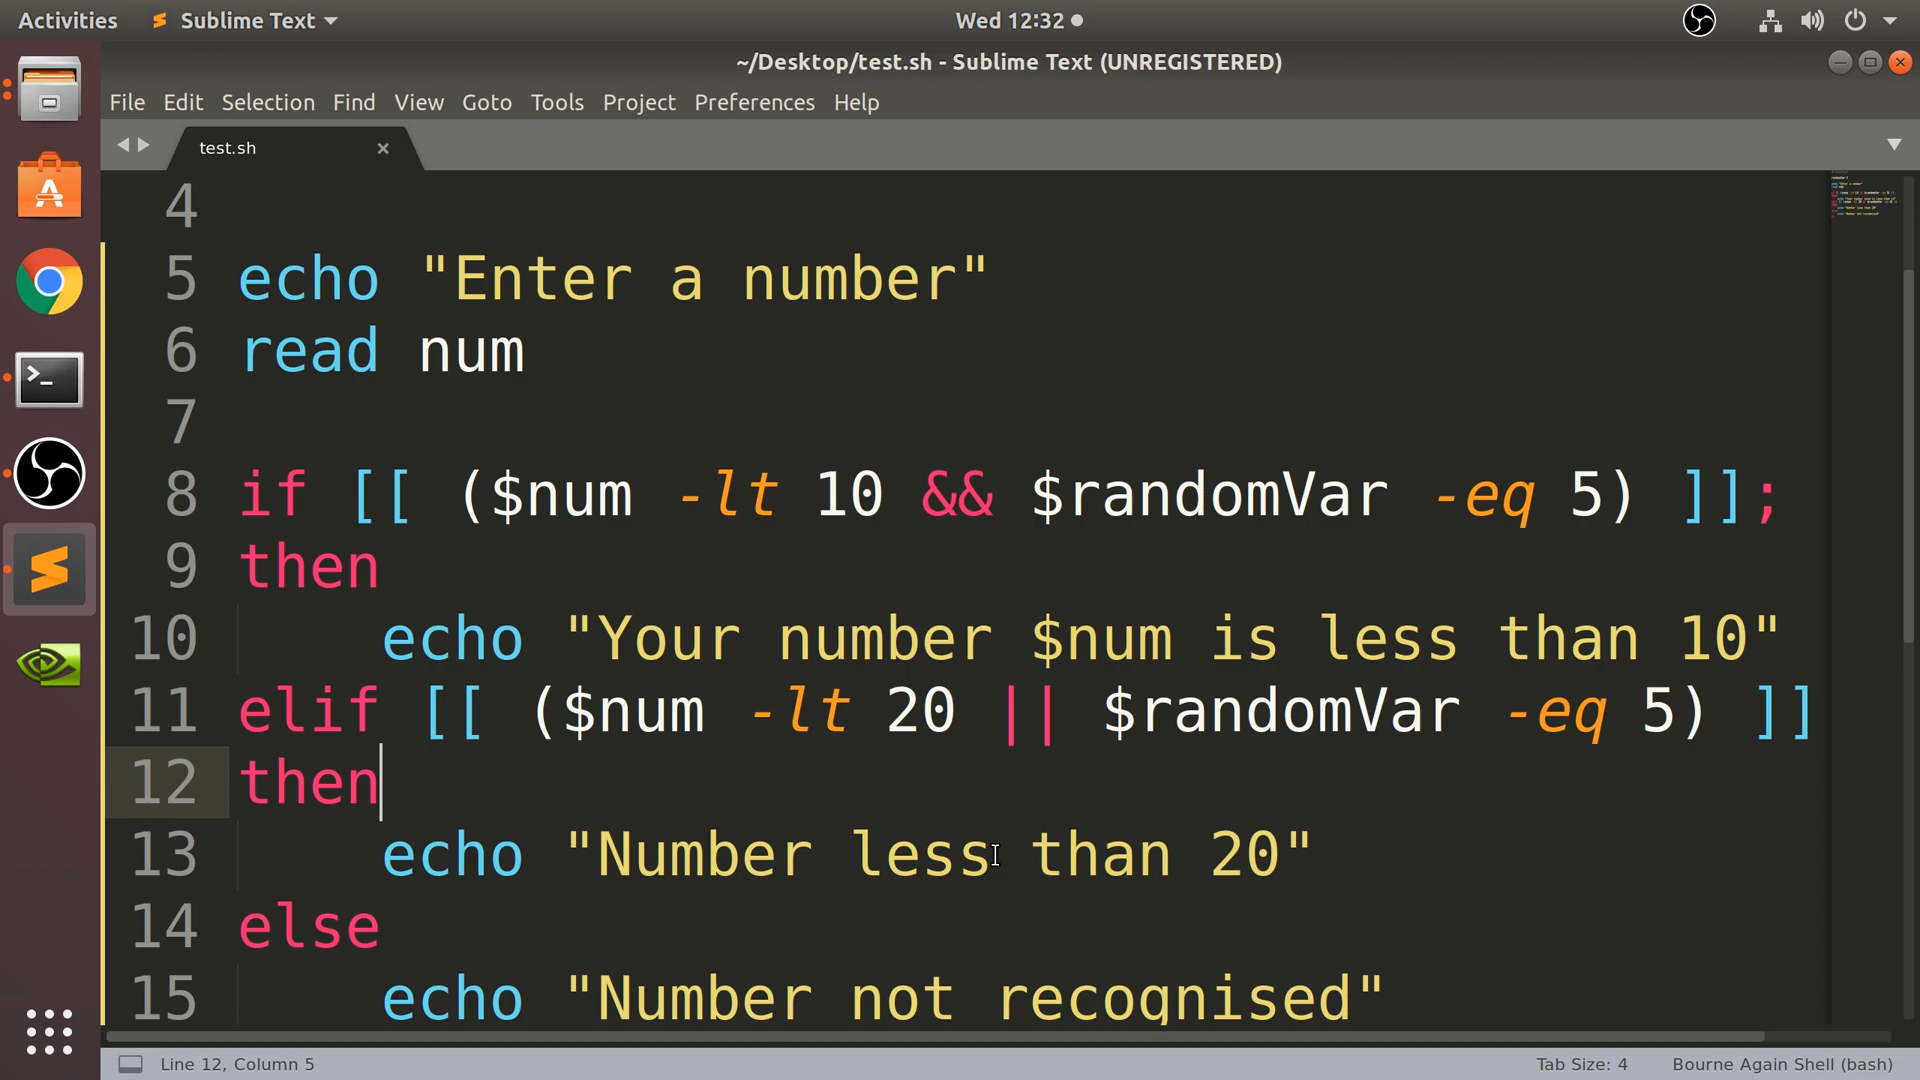 Activities Sublime Text Wed 12:32
~/Desktop/test.sh - Sublime Text (UNREGISTERED)
File Edit Selection Find View Goto Tools Project Preferences Help
test.sh
4
5 echo "Enter a number"
6 read num
7
8 if [[ ($num -lt 10 && $randomVar -eq 5) ]];
9 then
10 echo "Your number $num is less than 10"
11 elif [[ ($num -lt 20 || $randomVar -eq 5) ]]
12 then
13 echo "Number less than 20"
14 else
15 echo "Number not recognised"
Line 12, Column 5 Tab Size: 4 Bourne Again Shell (bash)